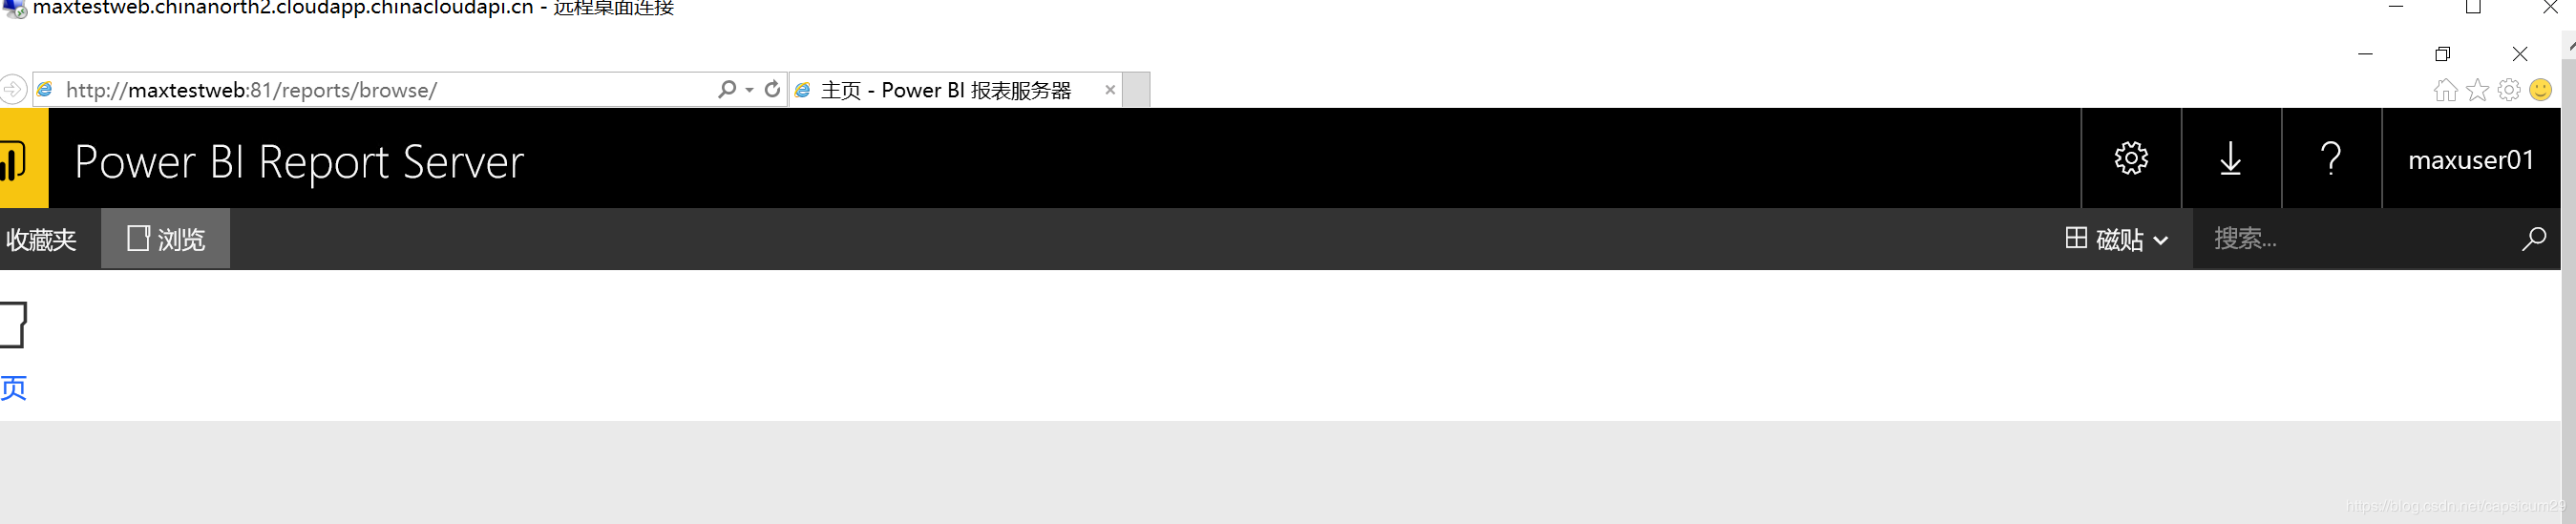 maxtestweb.chinanorth2.cloudapp.chinacloudapi.cn - 远程桌面连接
http://maxtestweb:81/reports/browse/
主页 - Power BI 报表服务器
Power BI Report Server
maxuser01
收藏夹
浏览
磁贴
搜索...
页
https://blog.csdn.net/capsicum29